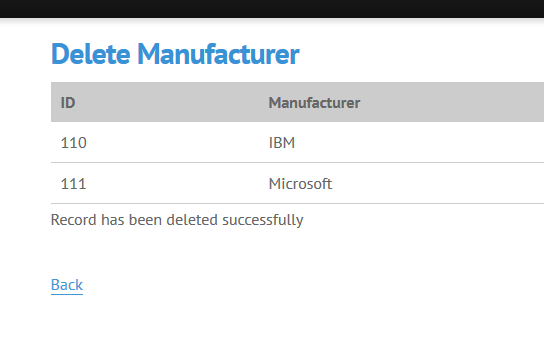 Delete Manufacturer
ID Manufacturer
110 IBM
111 Microsoft
Record has been deleted successfully
Back